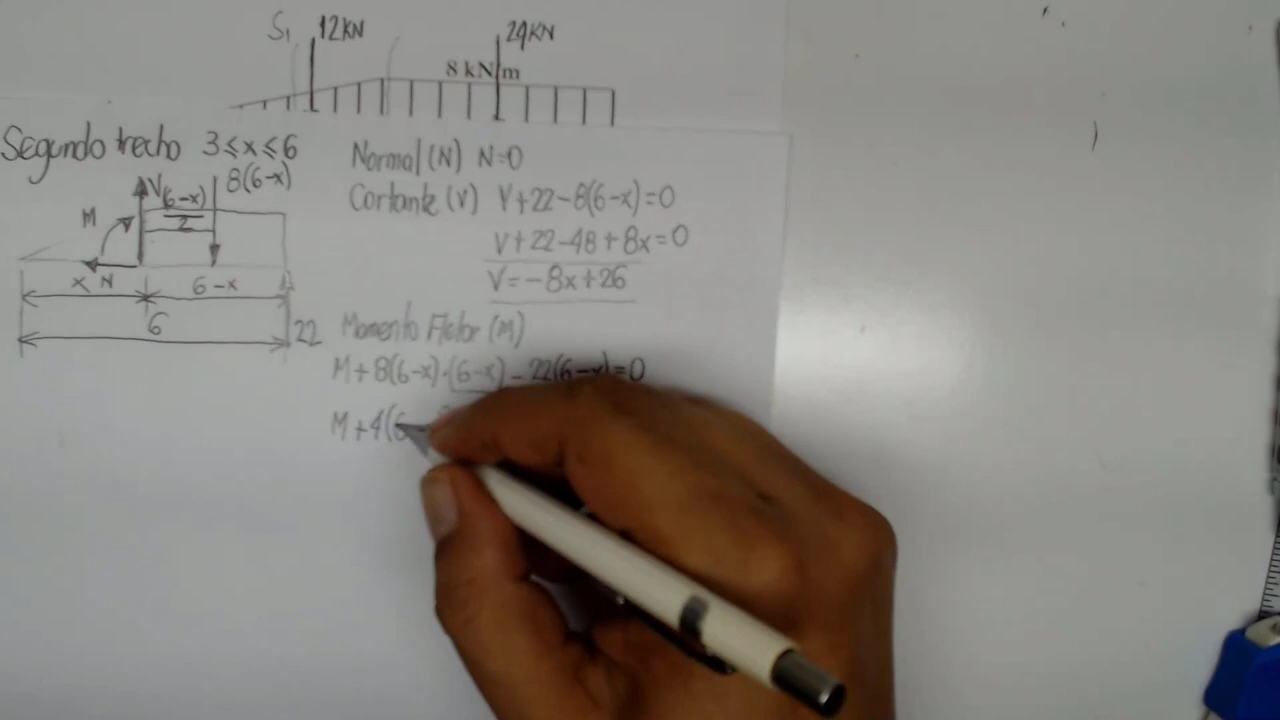 S₁ 12KN 24KN
8 kN/m
Segundo trecho 3≤x≤6
V (6-x)/2 8(6-x)
M
x N 6-x
6
22
Normal (N) N=0
Cortante (V) V+22-8(6-x)=0
V+22-48+8x=0
V=-8x+26
Momento Fletor (M)
M+8(6-x)·(6-x) - 22(6-x)=0
M+4(6